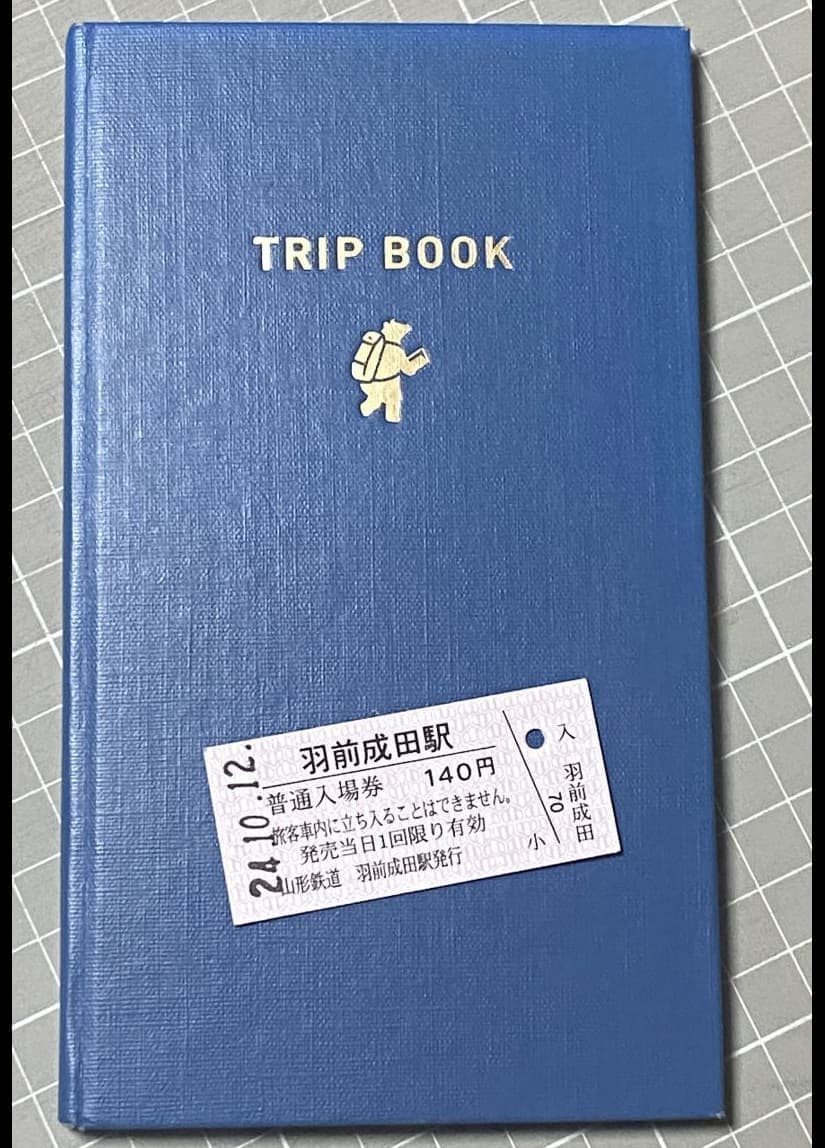 TRIP BOOK
24.10.12.
羽前成田駅
普通入場券 140円
旅客車内に立ち入ることはできません。
発売当日1回限り有効
山形鉄道 羽前成田駅発行
入
羽前成田
70
小